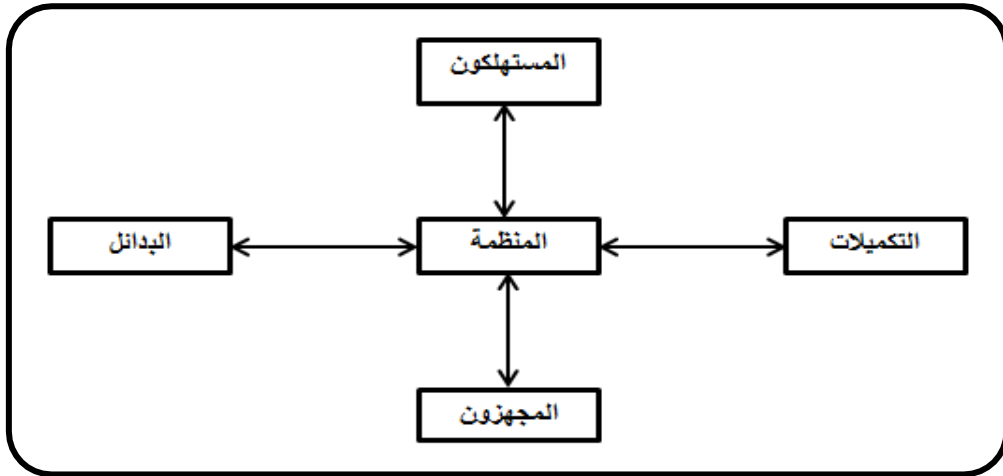 المستهلكون
التكميلات
المنظمة
البدائل
المجهزون